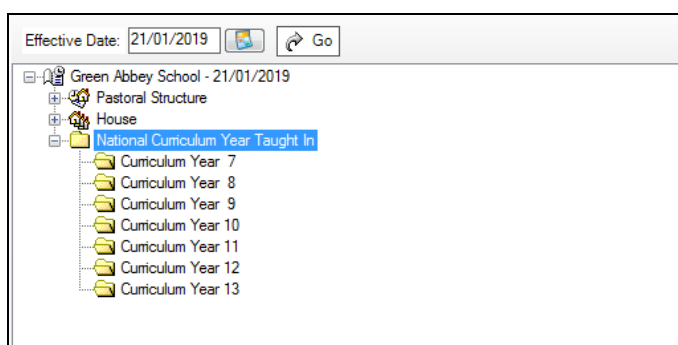 Effective Date: 21/01/2019 Go
Green Abbey School - 21/01/2019
Pastoral Structure
House
National Curriculum Year Taught In
Curriculum Year 7
Curriculum Year 8
Curriculum Year 9
Curriculum Year 10
Curriculum Year 11
Curriculum Year 12
Curriculum Year 13